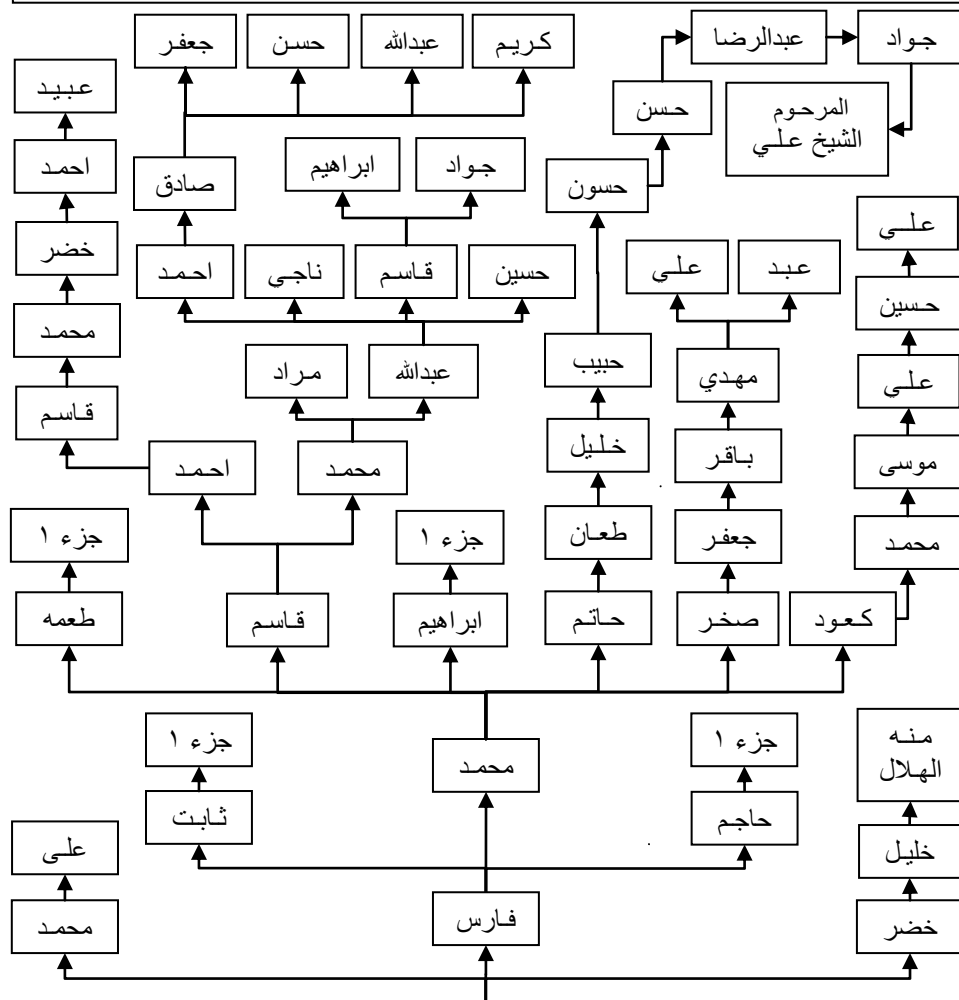 جواد
عبدالرضا
كريم
عبدالله
حسن
جعفر
عبيد
حسن
المرحوم
الشيخ علي
احمد
جواد
ابراهيم
صادق
حسون
علي
خضر
عبد
علي
حسين
قاسم
ناجي
احمد
حسين
محمد
حبيب
مهدي
عبدالله
مراد
علي
قاسم
خليل
باقر
محمد
احمد
موسى
طعان
جعفر
محمد
جزء ١
جزء ١
كعود
صخر
حاتم
ابراهيم
قاسم
طعمه
منه
الهلال
جزء ١
جزء ١
محمد
حاجم
ثابت
خليل
على
خضر
فارس
محمد